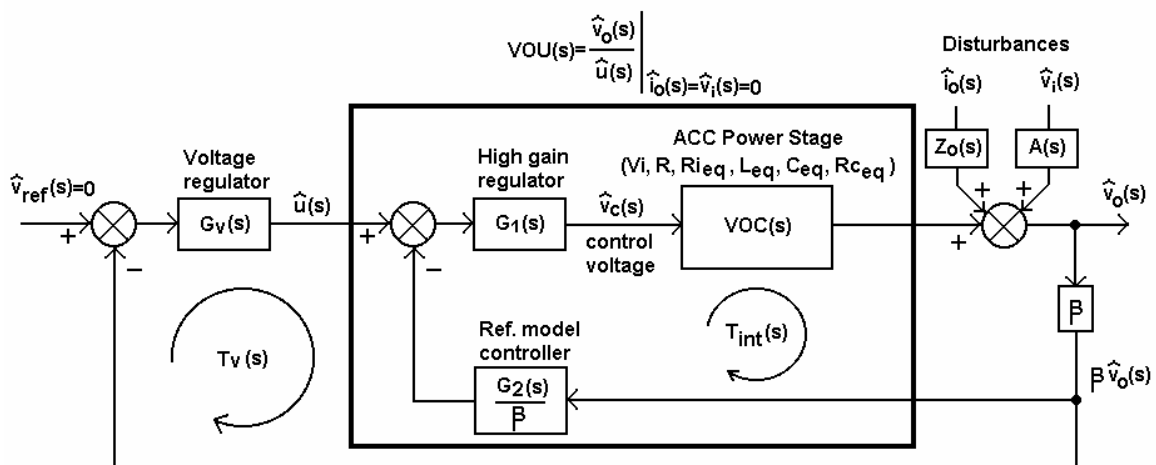 VOU(s)=v̂o(s)/û(s)|îo(s)=v̂i(s)=0
Disturbances
îo(s)
v̂i(s)
Zo(s)
A(s)
Voltage
regulator
High gain
regulator
ACC Power Stage
(Vi, R, Rieq, Leq, Ceq, Rceq)
v̂ref(s)=0
+
−
Gv(s)
û(s)
+
−
G1(s)
v̂c(s)
control
voltage
VOC(s)
+
+
+
v̂o(s)
β
Tv(s)
Ref. model
controller
G2(s)
β
Tint(s)
βv̂o(s)